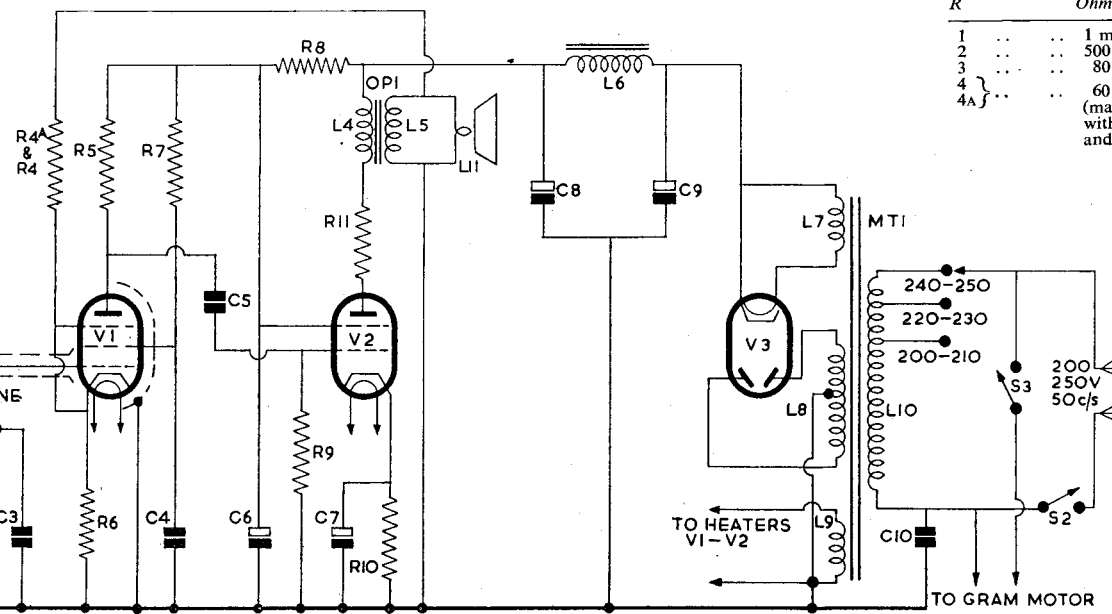 R Ohm
1 .. .. 1 m
2 .. .. 500
3 .. .. 80
4
4A } .. .. 60
(ma
with
and
R8
OP1
L4
L5
L11
L6
R4A
&
R4
R5
R7
R11
C8
C9
L7
MT1
C5
V1
V2
V3
240-250
220-230
200-210
S3
200
250V
50c/s
NE
L8
L10
R9
C3
R6
C4
C6
C7
R10
TO HEATERS
V1-V2
L9
C10
S2
TO GRAM MOTOR